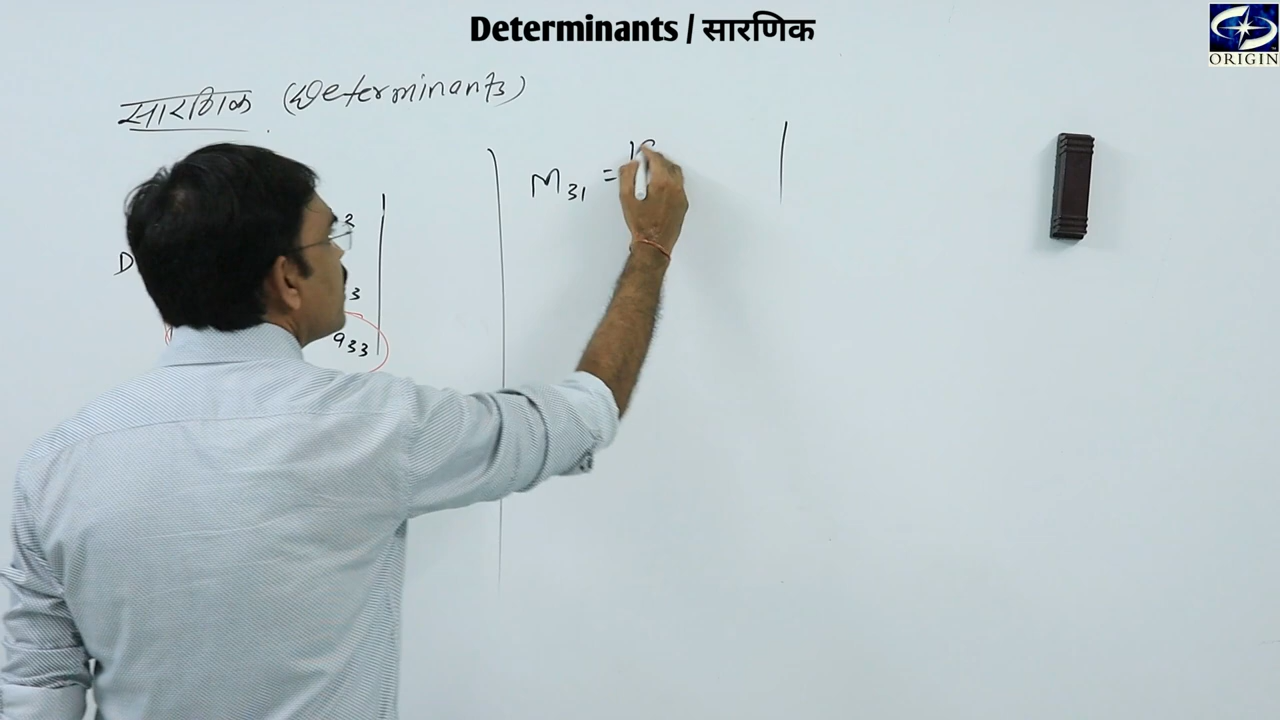 Determinants / सारणिक
ORIGIN
सारणिक (Determinants)
M31 =
D
2
3
a33